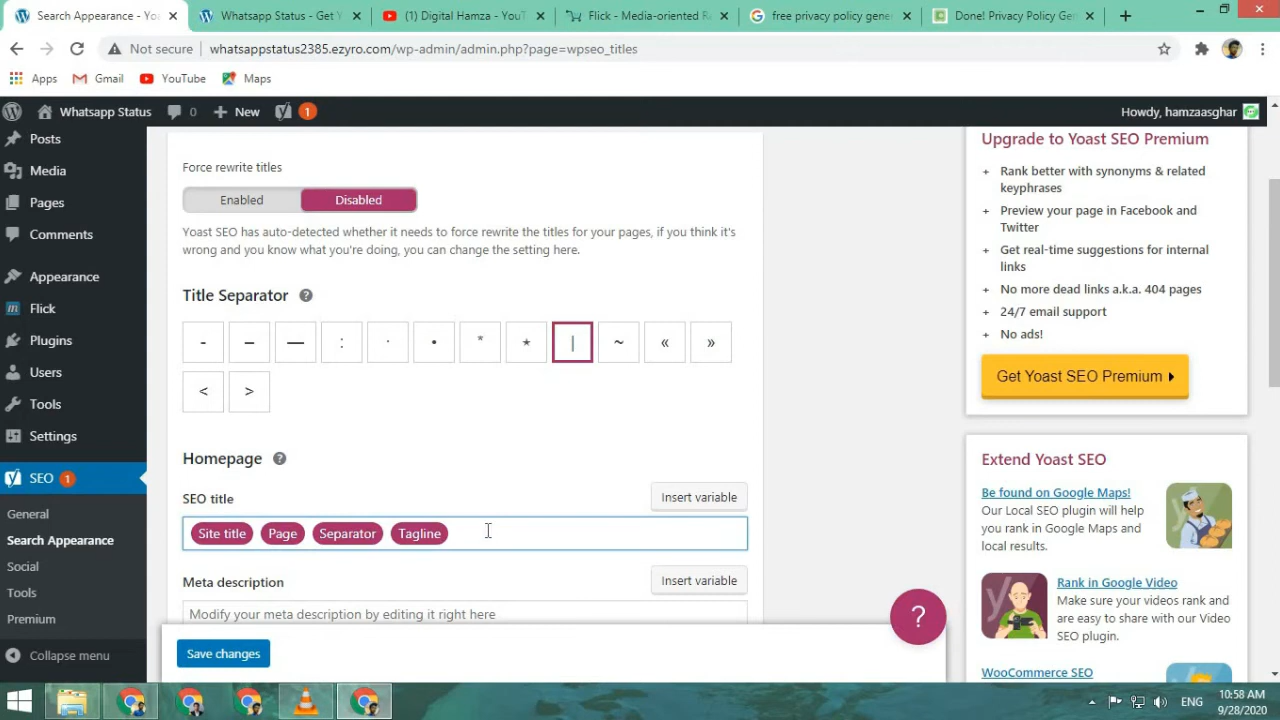 Search Appearance - Yoa
Whatsapp Status - Get Y
(1) Digital Hamza - YouT
Flick - Media-oriented R
free privacy policy gener
Done! Privacy Policy Gen
Not secure
whatsappstatus2385.ezyro.com/wp-admin/admin.php?page=wpseo_titles
Apps
Gmail
YouTube
Maps
Whatsapp Status
0
+ New
1
Howdy, hamzaasghar
Posts
Media
Pages
Comments
Appearance
Flick
Plugins
Users
Tools
Settings
SEO 1
General
Search Appearance
Social
Tools
Premium
Collapse menu
Force rewrite titles
Enabled
Disabled
Yoast SEO has auto-detected whether it needs to force rewrite the titles for your pages, if you think it's
wrong and you know what you're doing, you can change the setting here.
Title Separator ?
- – — : · • * ⋆ | ~ « »
< >
Homepage ?
SEO title
Insert variable
Site title Page Separator Tagline
Meta description
Insert variable
Modify your meta description by editing it right here
Save changes
?
Upgrade to Yoast SEO Premium
+ Rank better with synonyms & related
keyphrases
+ Preview your page in Facebook and
Twitter
+ Get real-time suggestions for internal
links
+ No more dead links a.k.a. 404 pages
+ 24/7 email support
+ No ads!
Get Yoast SEO Premium
Extend Yoast SEO
Be found on Google Maps!
Our Local SEO plugin will help
you rank in Google Maps and
local results.
Rank in Google Video
Make sure your videos rank and
are easy to share with our Video
SEO plugin.
WooCommerce SEO
ENG
10:58 AM
9/28/2020